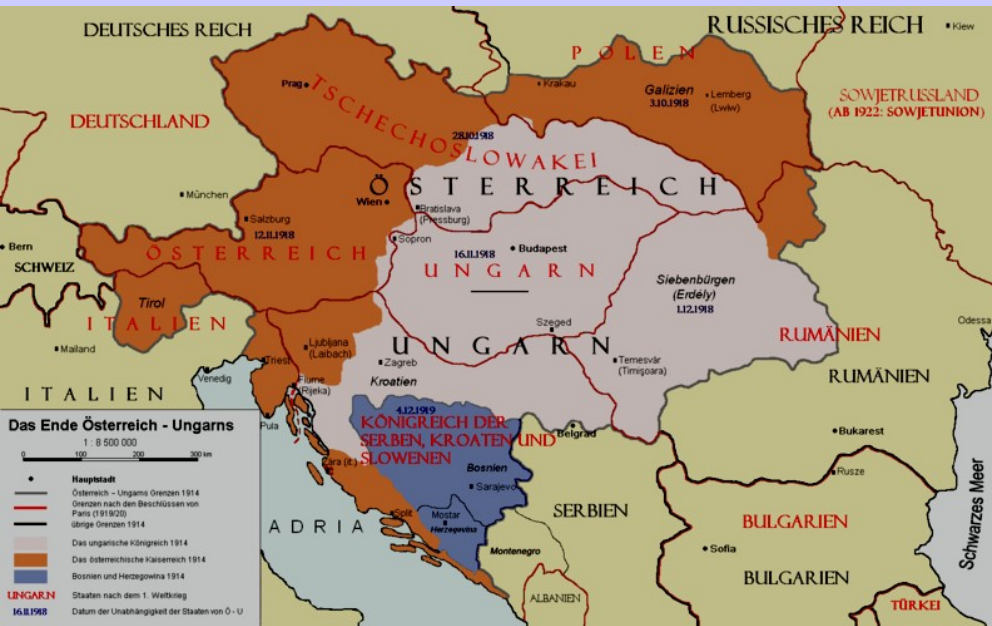 DEUTSCHES REICH
RUSSISCHES REICH
Kiew
POLEN
Prag
Krakau
Galizien
3.10.1918
Lemberg
(Lwiw)
SOWJETRUSSLAND
(AB 1922: SOWJETUNION)
DEUTSCHLAND
TSCHECHOSLOWAKEI
28.10.1918
ÖSTERREICH
München
Wien
Bratislava
(Pressburg)
Salzburg
12.11.1918
Sopron
Bern
ÖSTERREICH
16.11.1918
Budapest
SCHWEIZ
UNGARN
Siebenbürgen
(Erdély)
1.12.1918
Tirol
ITALIEN
Szeged
Odessa
RUMÄNIEN
Mailand
Ljubljana
(Laibach)
UNGARN
Triest
Zagreb
Temesvár
(Timişoara)
Venedig
Fiume
(Rijeka)
Kroatien
RUMÄNIEN
ITALIEN
4.12.1919
KÖNIGREICH DER
SERBEN, KROATEN UND
SLOWENEN
Pula
Belgrad
Bukarest
Zara (it.)
Bosnien
Rusze
Sarajevo
Split
Mostar
Herzegowina
SERBIEN
BULGARIEN
ADRIA
Montenegro
Sofia
BULGARIEN
ALBANIEN
TÜRKEI
Schwarzes Meer
Das Ende Österreich - Ungarns
1 : 8 500 000
0 100 200 300 km
Hauptstadt
Österreich - Ungarns Grenzen 1914
Grenzen nach den Beschlüssen von
Paris (1919/20)
übrige Grenzen 1914
Das ungarische Königreich 1914
Das österreichische Kaiserreich 1914
Bosnien und Herzegowina 1914
UNGARN Staaten nach dem 1. Weltkrieg
16.11.1918 Datum der Unabhängigkeit der Staaten von Ö - U